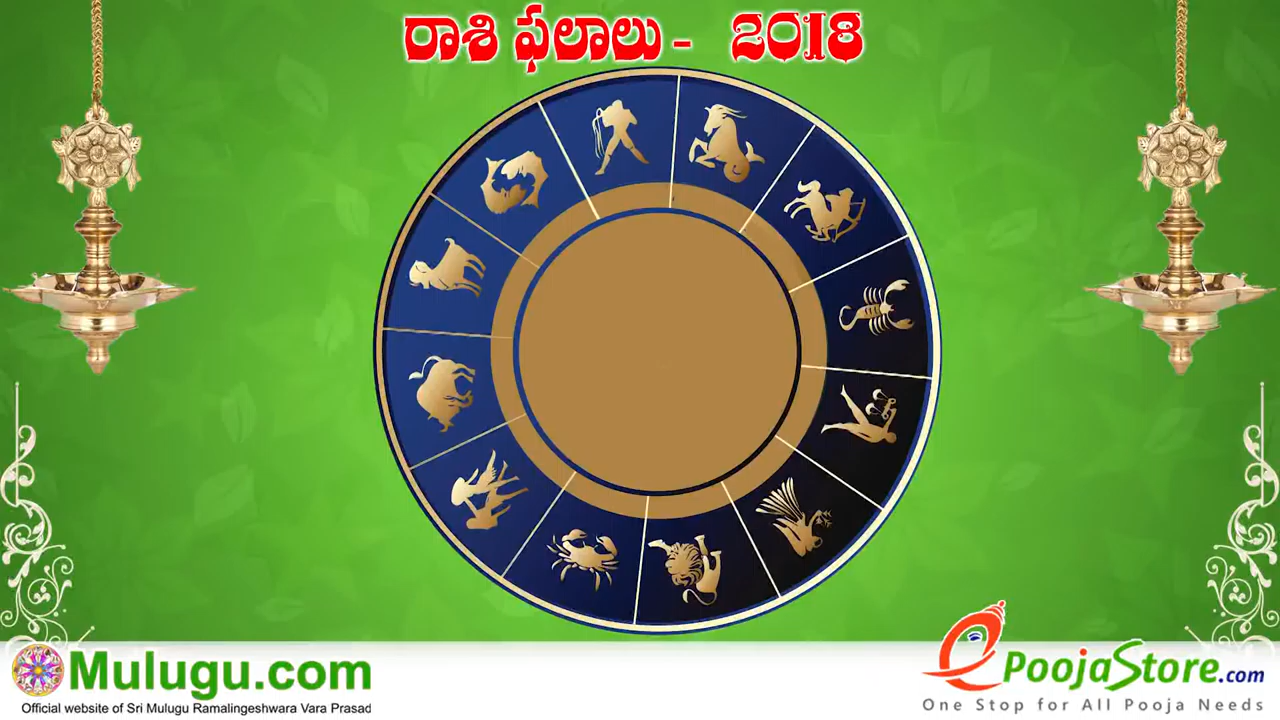 రాశి ఫలాలు - 2018
Mulugu.com
Official website of Sri Mulugu Ramalingeshwara Vara Prasad
ePoojaStore.com
One Stop for All Pooja Needs